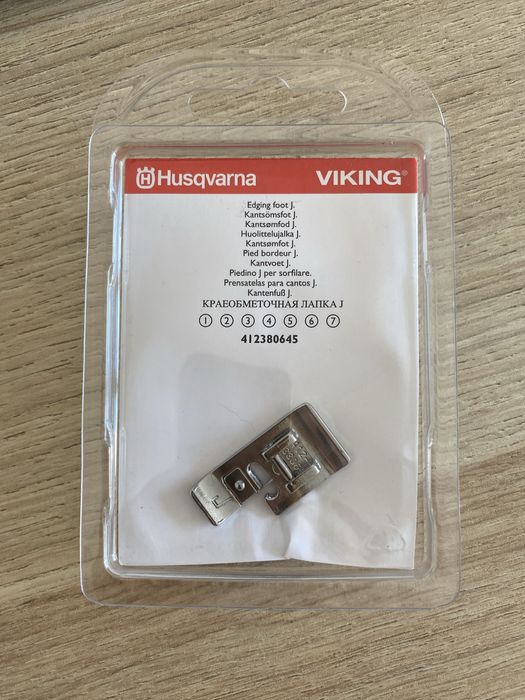 Husqvarna VIKING®
Edging foot J.
Kantsömsfot J.
Kantsømfod J.
Huolittelujalka J.
Kantsømfot J.
Pied bordeur J.
Kantvoet J.
Piedino J per sorfilare.
Prensatelas para cantos J.
Kantenfuß J.
КРАЕОБМЕТОЧНАЯ ЛАПКА J
① ② ③ ④ ⑤ ⑥ ⑦
412380645